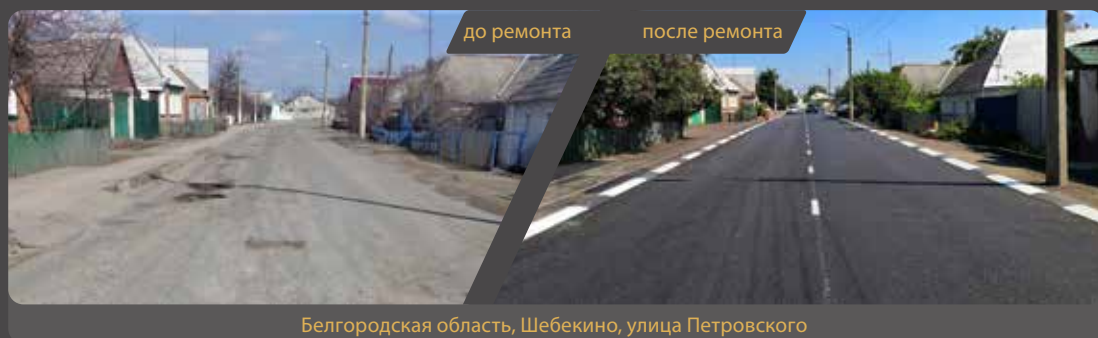 до ремонта
после ремонта
Белгородская область, Шебекино, улица Петровского